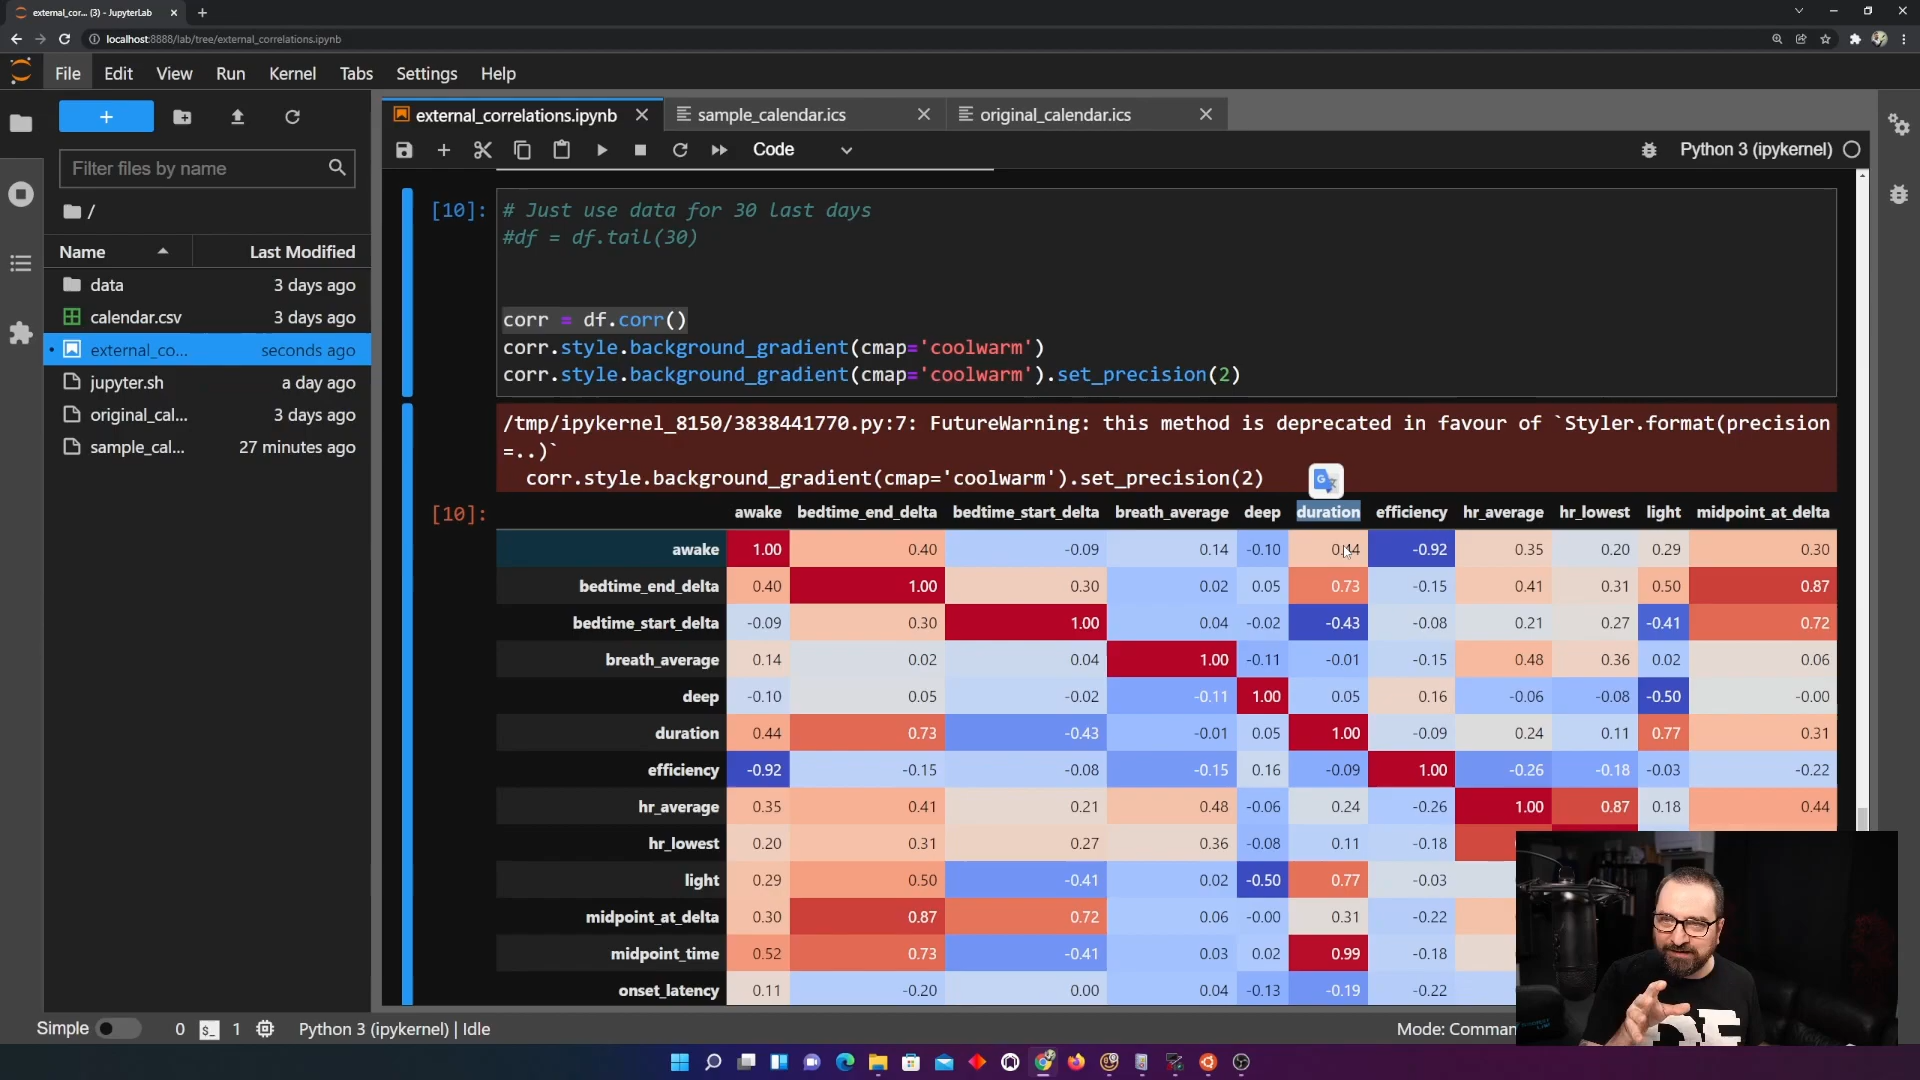 external_cor... (3) - JupyterLab
localhost:8888/lab/tree/external_correlations.ipynb
File Edit View Run Kernel Tabs Settings Help
external_correlations.ipynb sample_calendar.ics original_calendar.ics
Code Python 3 (ipykernel)
Filter files by name
/
Name Last Modified
data 3 days ago
calendar.csv 3 days ago
external_co... seconds ago
jupyter.sh a day ago
original_cal... 3 days ago
sample_cal... 27 minutes ago
[10]: # Just use data for 30 last days
#df = df.tail(30)
corr = df.corr()
corr.style.background_gradient(cmap='coolwarm')
corr.style.background_gradient(cmap='coolwarm').set_precision(2)
/tmp/ipykernel_8150/3838441770.py:7: FutureWarning: this method is deprecated in favour of `Styler.format(precision
=..)`
corr.style.background_gradient(cmap='coolwarm').set_precision(2)
[10]: awake bedtime_end_delta bedtime_start_delta breath_average deep duration efficiency hr_average hr_lowest light midpoint_at_delta
awake 1.00 0.40 -0.09 0.14 -0.10 0.44 -0.92 0.35 0.20 0.29 0.30
bedtime_end_delta 0.40 1.00 0.30 0.02 0.05 0.73 -0.15 0.41 0.31 0.50 0.87
bedtime_start_delta -0.09 0.30 1.00 0.04 -0.02 -0.43 -0.08 0.21 0.27 -0.41 0.72
breath_average 0.14 0.02 0.04 1.00 -0.11 -0.01 -0.15 0.48 0.36 0.02 0.06
deep -0.10 0.05 -0.02 -0.11 1.00 0.05 0.16 -0.06 -0.08 -0.50 -0.00
duration 0.44 0.73 -0.43 -0.01 0.05 1.00 -0.09 0.24 0.11 0.77 0.31
efficiency -0.92 -0.15 -0.08 -0.15 0.16 -0.09 1.00 -0.26 -0.18 -0.03 -0.22
hr_average 0.35 0.41 0.21 0.48 -0.06 0.24 -0.26 1.00 0.87 0.18 0.44
hr_lowest 0.20 0.31 0.27 0.36 -0.08 0.11 -0.18
light 0.29 0.50 -0.41 0.02 -0.50 0.77 -0.03
midpoint_at_delta 0.30 0.87 0.72 0.06 -0.00 0.31 -0.22
midpoint_time 0.52 0.73 -0.41 0.03 0.02 0.99 -0.18
onset_latency 0.11 -0.20 0.00 0.04 -0.13 -0.19 -0.22
Simple 0 1 Python 3 (ipykernel) | Idle Mode: Comman